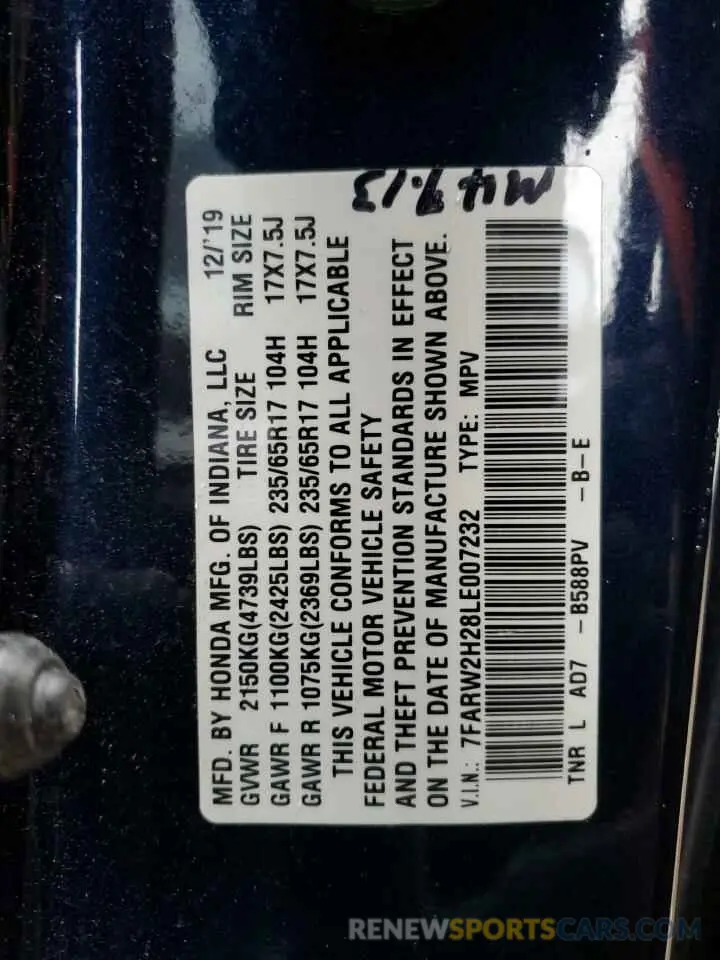 M4 9.13
MFD. BY HONDA MFG. OF INDIANA, LLC 12/'19
GVWR 2150KG(4739LBS) TIRE SIZE RIM SIZE
GAWR F 1100KG(2425LBS) 235/65R17 104H 17X7.5J
GAWR R 1075KG(2369LBS) 235/65R17 104H 17X7.5J
THIS VEHICLE CONFORMS TO ALL APPLICABLE
FEDERAL MOTOR VEHICLE SAFETY
AND THEFT PREVENTION STANDARDS IN EFFECT
ON THE DATE OF MANUFACTURE SHOWN ABOVE.
V.I.N.: 7FARW2H28LE007232 TYPE: MPV
TNR L AD7 -B588PV -B-E
RENEWSPORTSCARS.COM